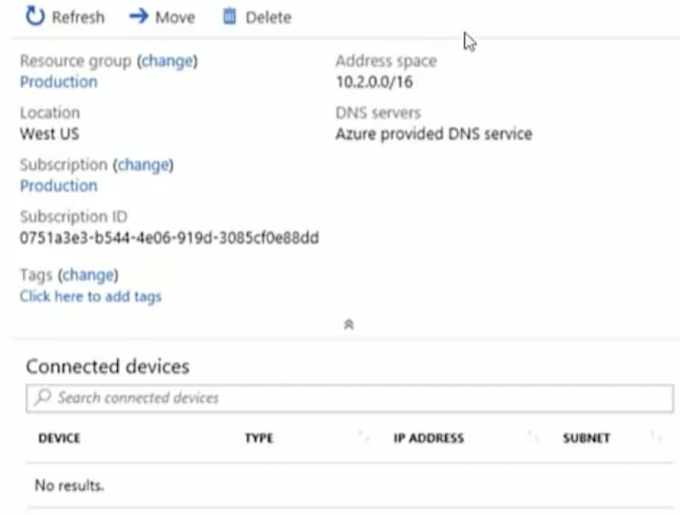 Refresh Move Delete
Resource group (change)
Production
Address space
10.2.0.0/16
Location
West US
DNS servers
Azure provided DNS service
Subscription (change)
Production
Subscription ID
0751a3e3-b544-4e06-919d-3085cf0e88dd
Tags (change)
Click here to add tags
Connected devices
Search connected devices
DEVICE TYPE IP ADDRESS SUBNET
No results.